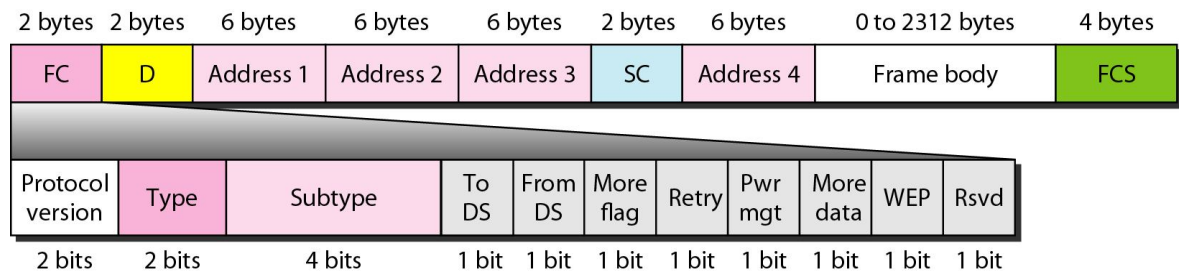 2 bytes 2 bytes 6 bytes 6 bytes 6 bytes 2 bytes 6 bytes 0 to 2312 bytes 4 bytes
FC D Address 1 Address 2 Address 3 SC Address 4 Frame body FCS
Protocol version Type Subtype To DS From DS More flag Retry Pwr mgt More data WEP Rsvd
2 bits 2 bits 4 bits 1 bit 1 bit 1 bit 1 bit 1 bit 1 bit 1 bit 1 bit